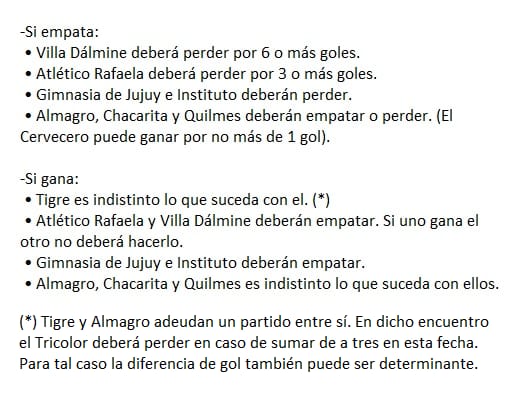 -Si empata:
• Villa Dálmine deberá perder por 6 o más goles.
• Atlético Rafaela deberá perder por 3 o más goles.
• Gimnasia de Jujuy e Instituto deberán perder.
• Almagro, Chacarita y Quilmes deberán empatar o perder. (El
Cervecero puede ganar por no más de 1 gol).
-Si gana:
• Tigre es indistinto lo que suceda con el. (*)
• Atlético Rafaela y Villa Dálmine deberán empatar. Si uno gana el
otro no deberá hacerlo.
• Gimnasia de Jujuy e Instituto deberán empatar.
• Almagro, Chacarita y Quilmes es indistinto lo que suceda con ellos.
(*) Tigre y Almagro adeudan un partido entre sí. En dicho encuentro
el Tricolor deberá perder en caso de sumar de a tres en esta fecha.
Para tal caso la diferencia de gol también puede ser determinante.